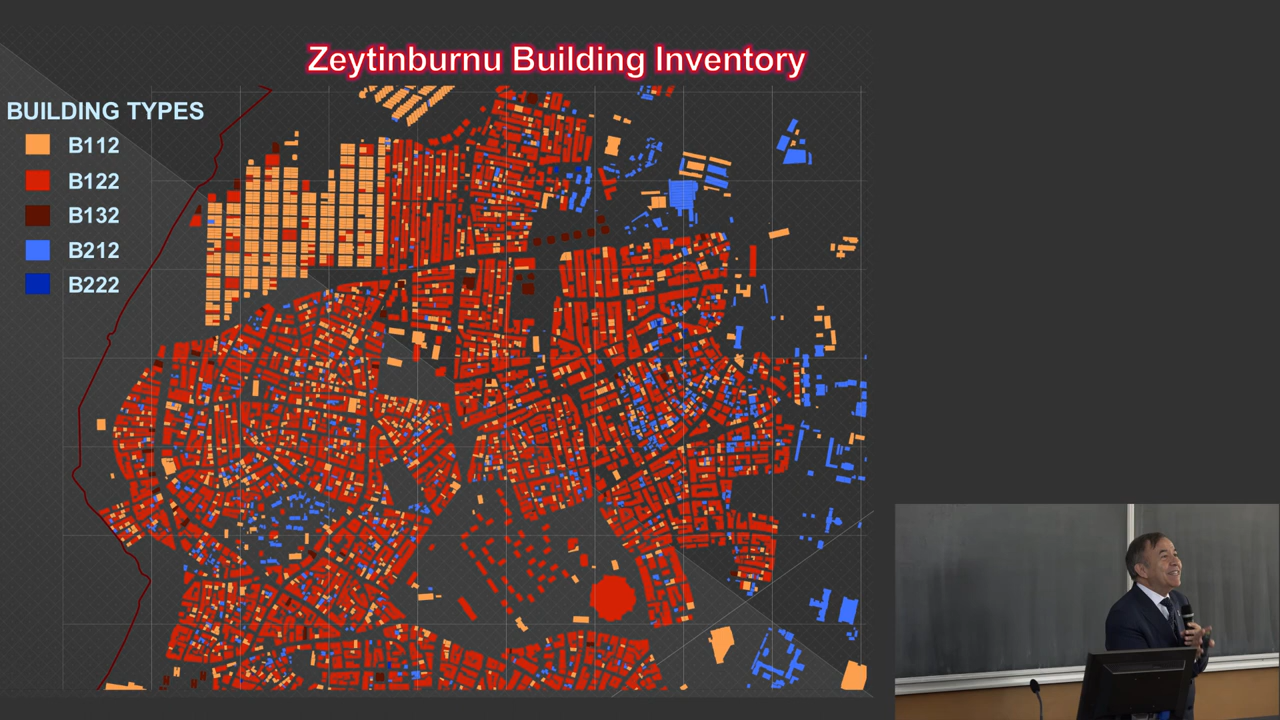 Zeytinburnu Building Inventory
BUILDING TYPES
B112
B122
B132
B212
B222